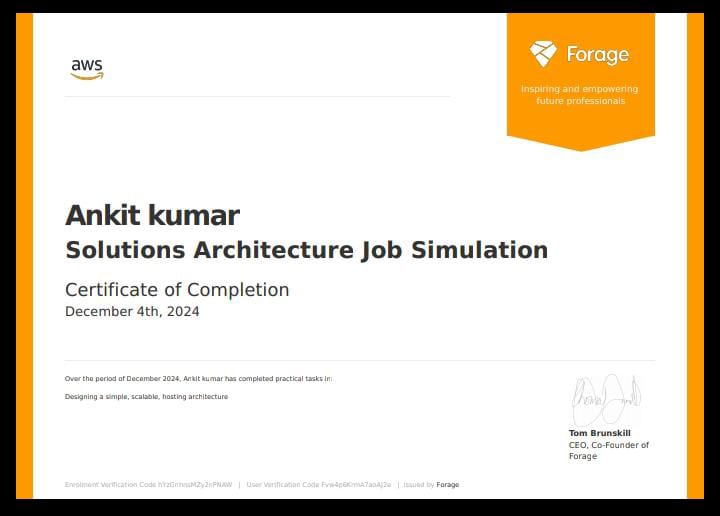 aws
Forage
Inspiring and empowering
future professionals
Ankit kumar
Solutions Architecture Job Simulation
Certificate of Completion
December 4th, 2024
Over the period of December 2024, Ankit kumar has completed practical tasks in:
Designing a simple, scalable, hosting architecture
Tom Brunskill
CEO, Co-Founder of
Forage
Enrolment Verification Code | User Verification Code | Issued by Forage